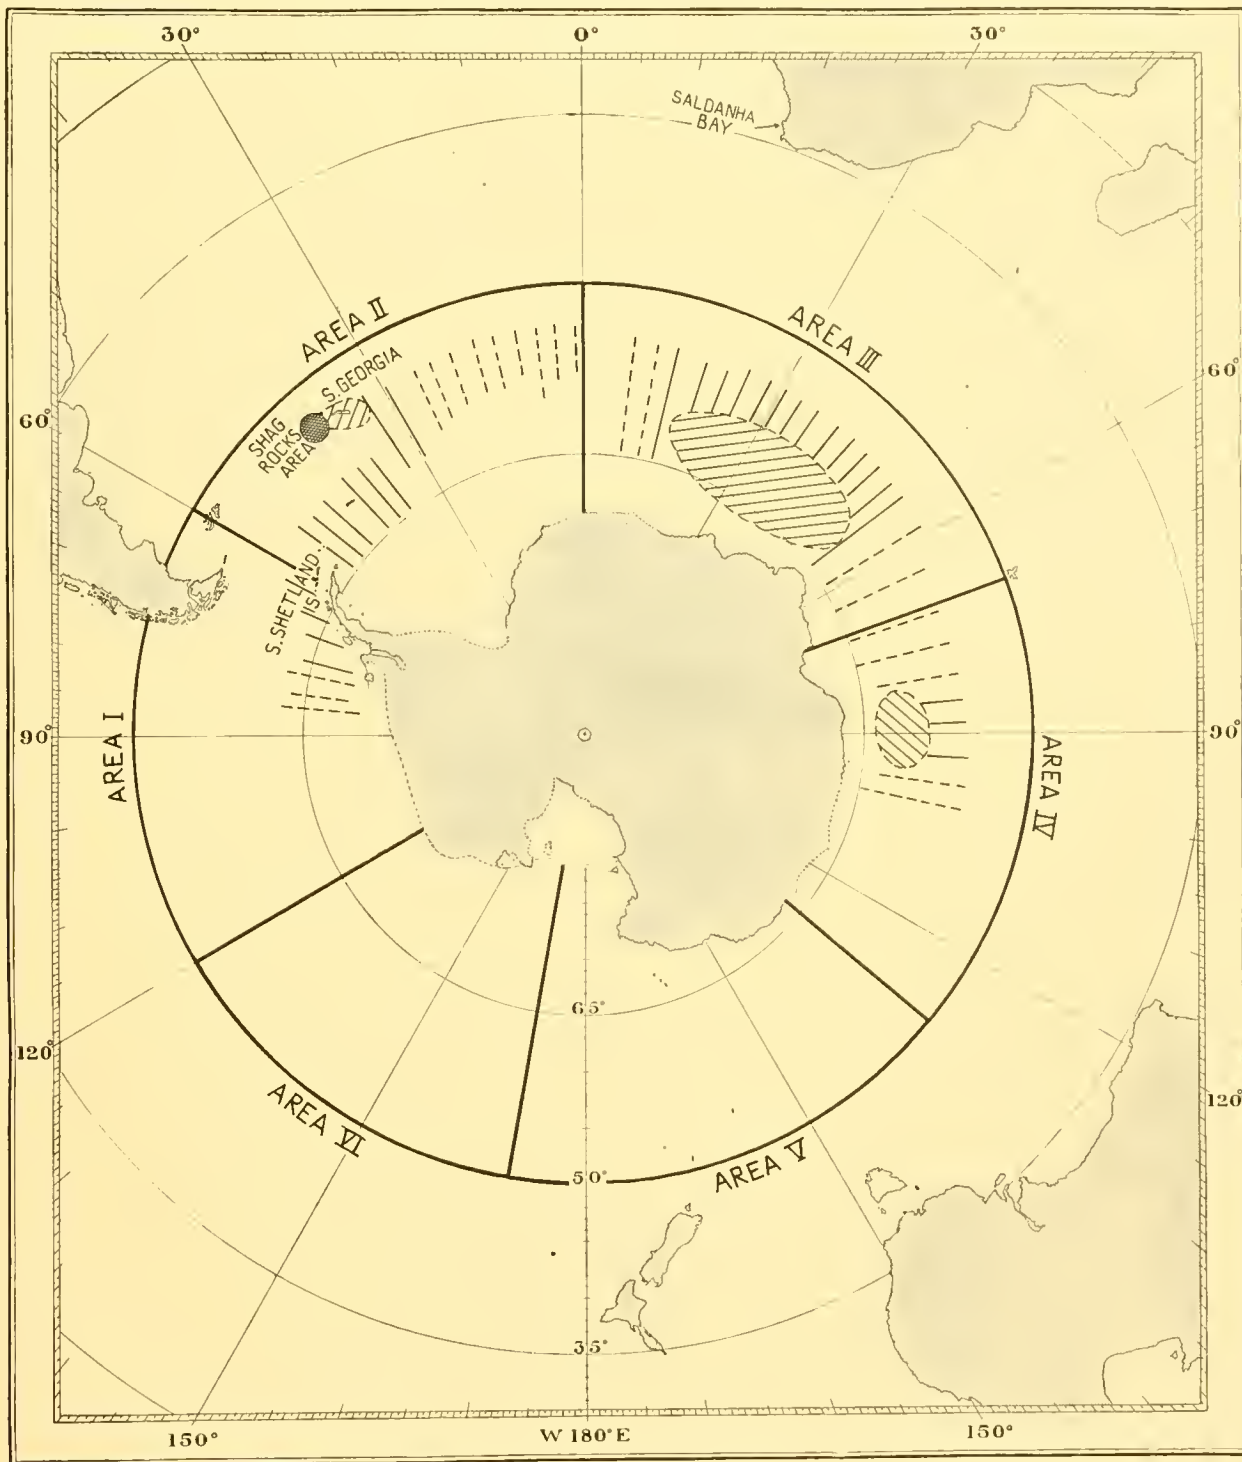 30°
0°
30°
SALDANHA
BAY
AREA II
AREA III
60°
S. GEORGIA
60°
SHAG
ROCKS
AREA
S. SHETLAND
IS.
AREA I
90°
90°
AREA IV
65°
120°
AREA VI
120°
AREA V
50°
35°
150°
W 180° E
150°